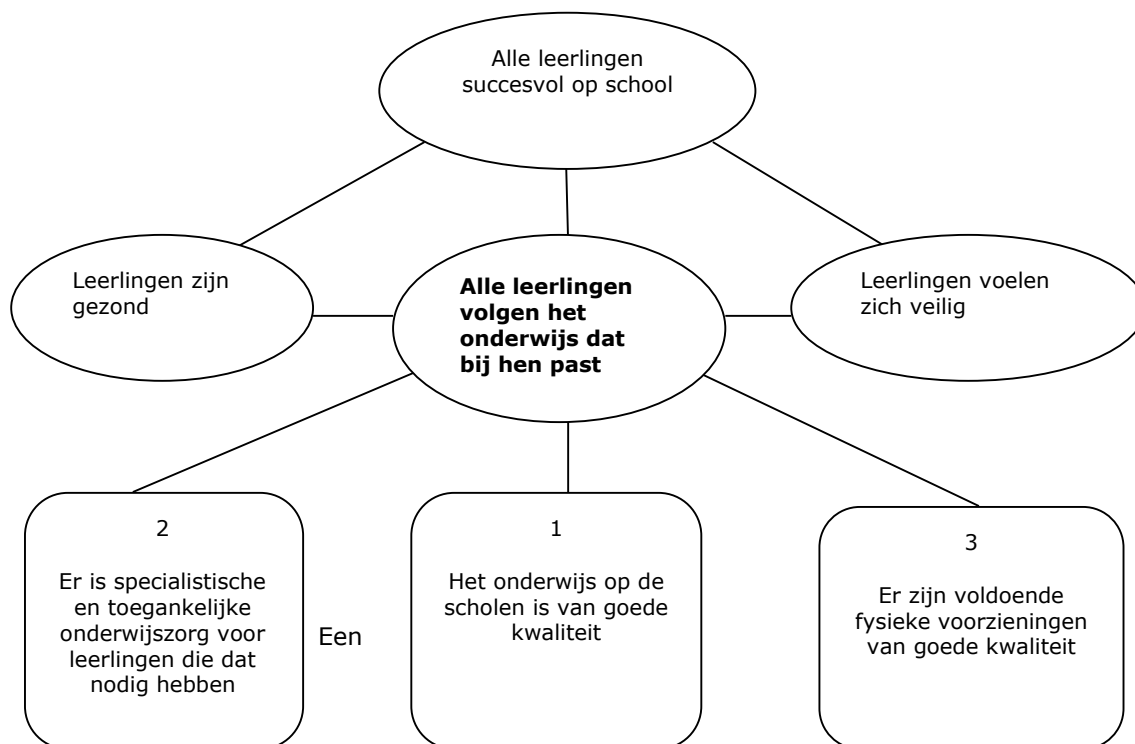 Alle leerlingen
succesvol op school
Leerlingen zijn
gezond
Alle leerlingen
volgen het
onderwijs dat
bij hen past
Leerlingen voelen
zich veilig
2
Er is specialistische
en toegankelijke
onderwijszorg voor
leerlingen die dat
nodig hebben
Een
1
Het onderwijs op de
scholen is van goede
kwaliteit
3
Er zijn voldoende
fysieke voorzieningen
van goede kwaliteit